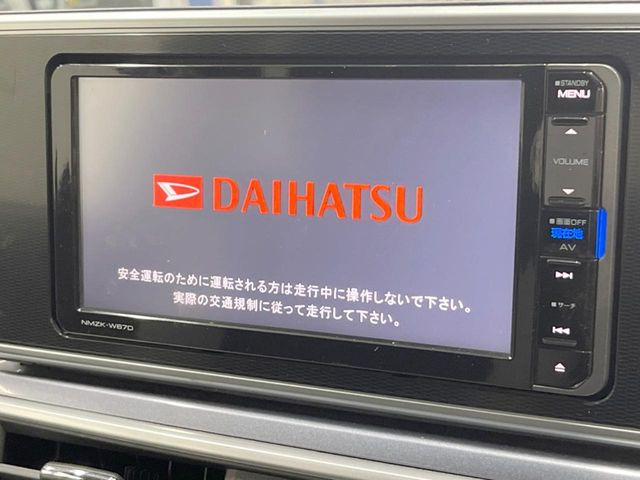 DAIHATSU
安全運転のために運転される方は走行中に操作しないで下さい。
実際の交通規制に従って走行して下さい。
NMZK-W67D
STANDBY
MENU
VOLUME
画面OFF
現在地
AV
サーチ